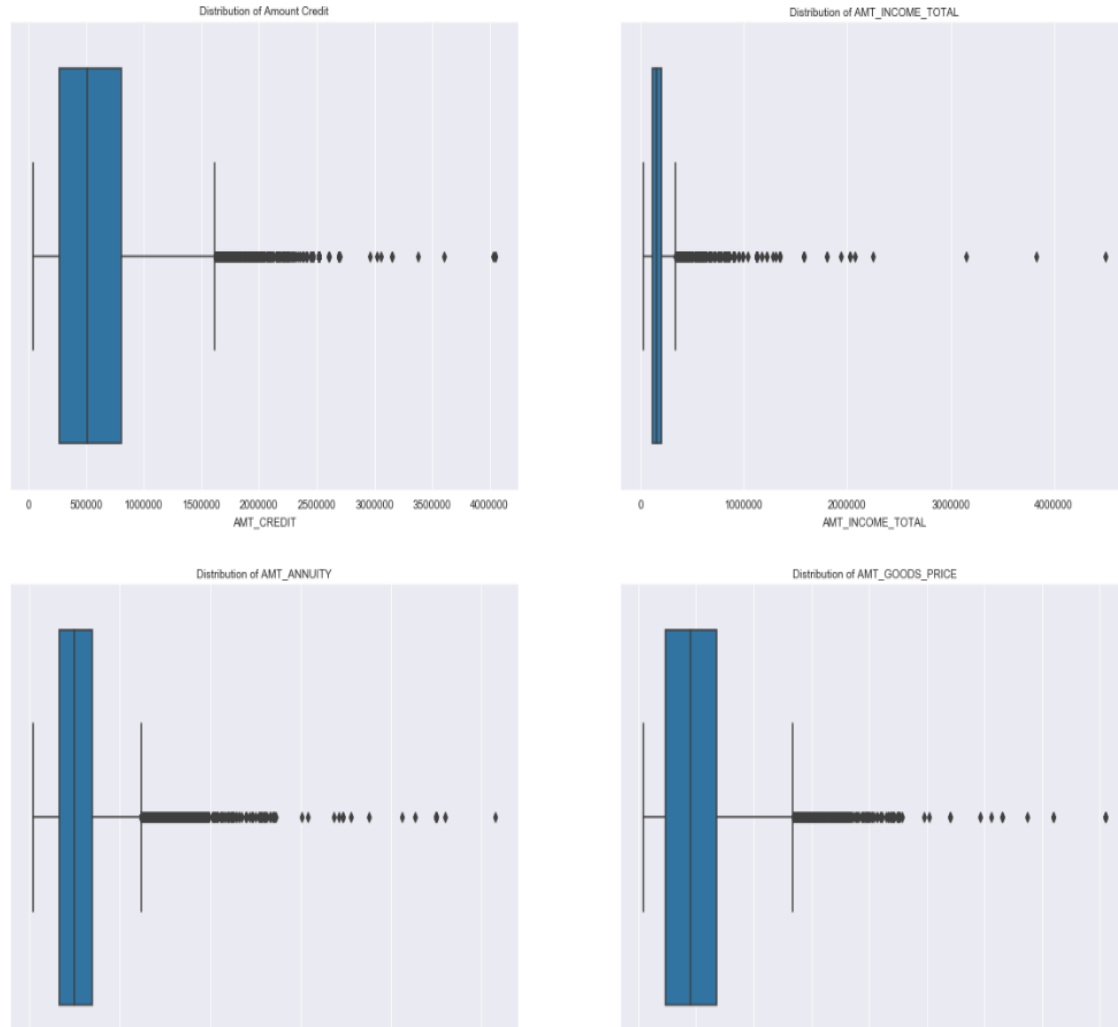 Distribution of Amount Credit
Distribution of AMT_INCOME_TOTAL
0 500000 1000000 1500000 2000000 2500000 3000000 3500000 4000000
0 1000000 2000000 3000000 4000000
AMT_CREDIT
AMT_INCOME_TOTAL
Distribution of AMT_ANNUITY
Distribution of AMT_GOODS_PRICE